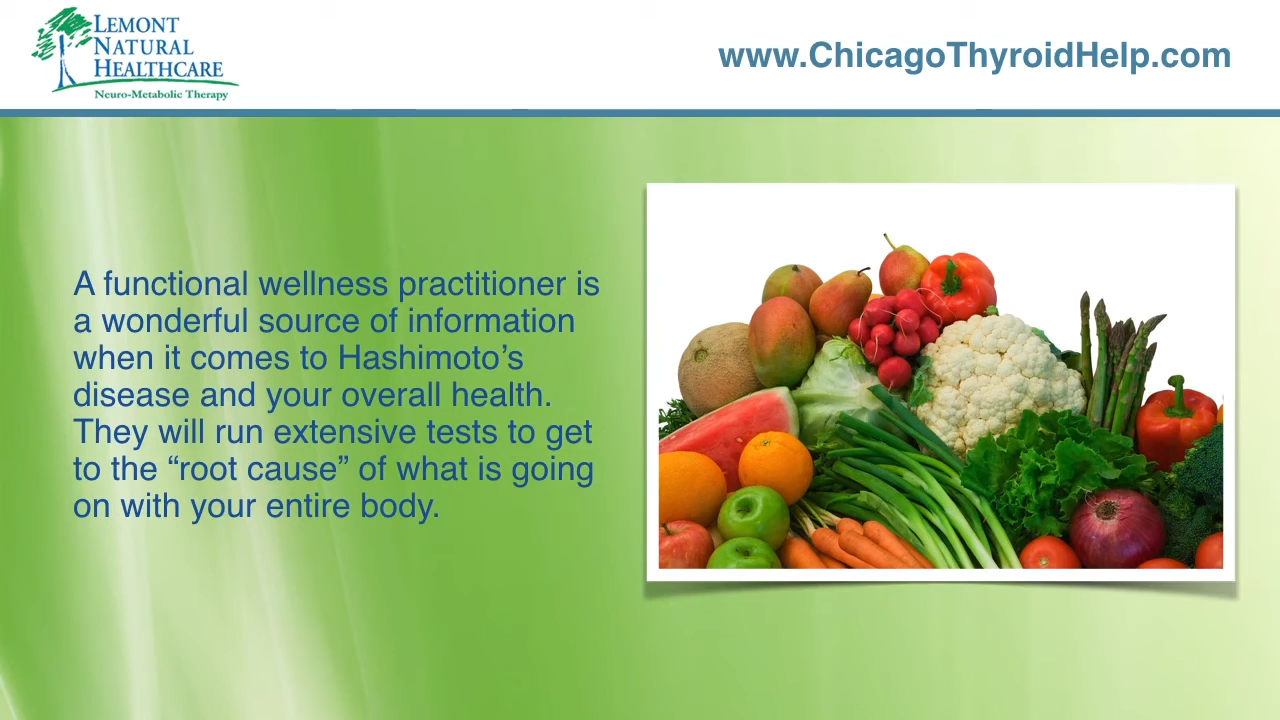 LEMONT
NATURAL
HEALTHCARE
Neuro-Metabolic Therapy
www.ChicagoThyroidHelp.com
A functional wellness practitioner is
a wonderful source of information
when it comes to Hashimoto’s
disease and your overall health.
They will run extensive tests to get
to the “root cause” of what is going
on with your entire body.